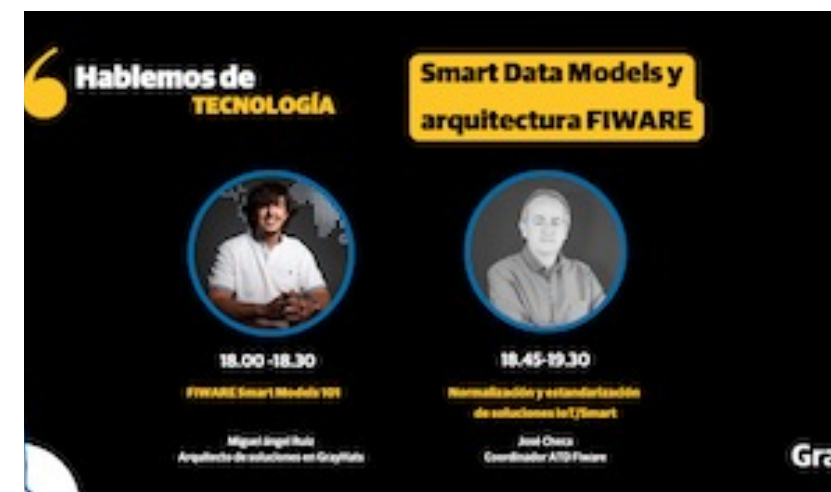 Hablemos de
TECNOLOGÍA
Smart Data Models y
arquitectura FIWARE
18.00 -18.30
FIWARE Smart Models 101
Miguel ángel Ruiz
Arquitecto de soluciones en GrayHats
18.45-19.30
Normalización y estandarización
de soluciones IoT/Smart
José Checa
Coordinador ATD Fiware
Gra